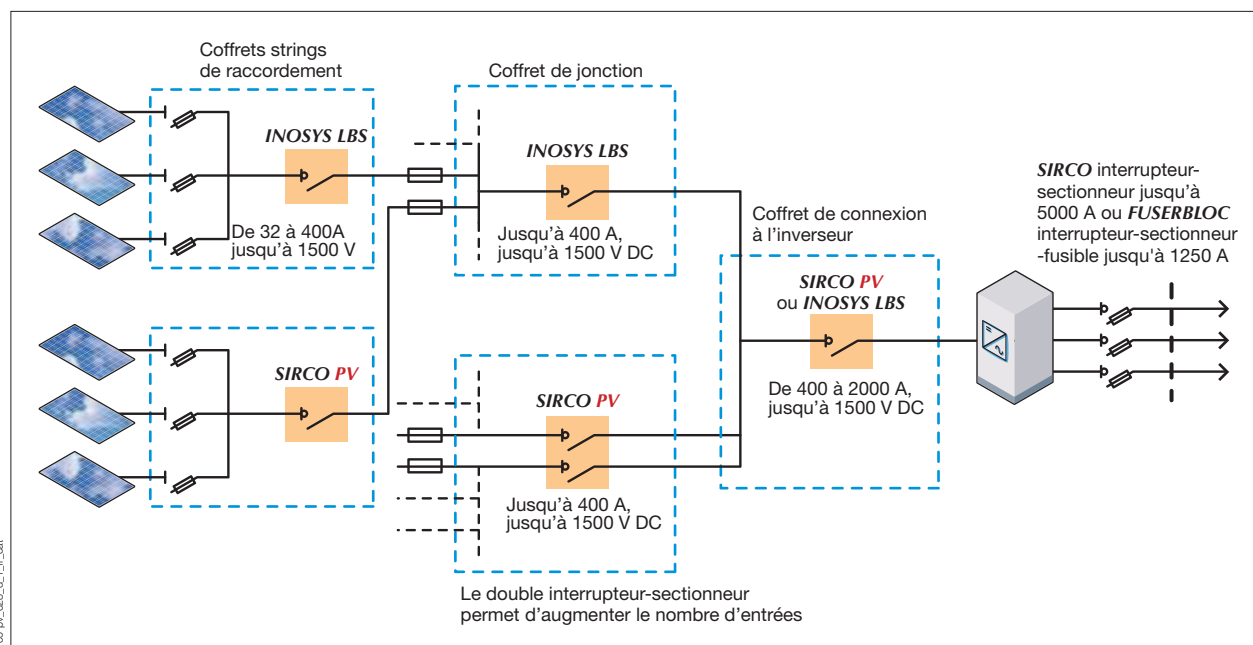 Coffrets strings
de raccordement
INOSYS LBS
De 32 à 400A
jusqu'à 1500 V
Coffret de jonction
INOSYS LBS
Jusqu'à 400 A,
jusqu'à 1500 V DC
SIRCO PV
SIRCO PV
Jusqu'à 400 A,
jusqu'à 1500 V DC
Le double interrupteur-sectionneur
permet d'augmenter le nombre d'entrées
Coffret de connexion
à l'inverseur
SIRCO PV
ou INOSYS LBS
De 400 à 2000 A,
jusqu'à 1500 V DC
SIRCO interrupteur-
sectionneur jusqu'à
5000 A ou FUSERBLOC
interrupteur-sectionneur
-fusible jusqu'à 1250 A